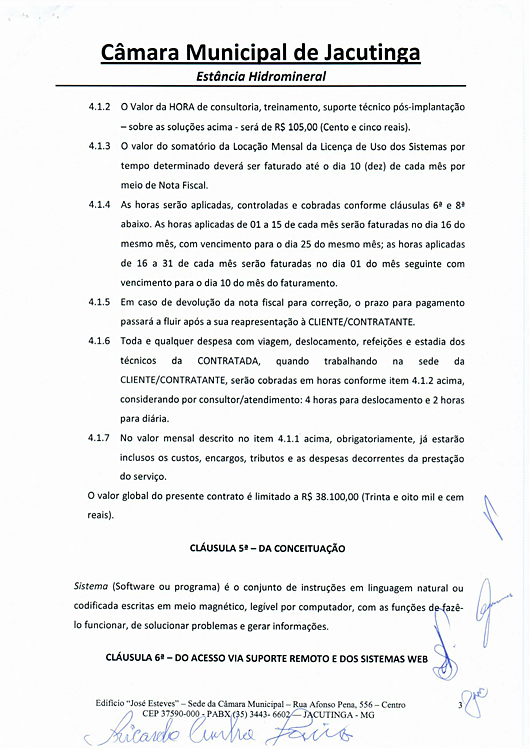 Câmara Municipal de Jacutinga
Estância Hidromineral
4.1.2 O Valor da HORA de consultoria, treinamento, suporte técnico pós-implantação
– sobre as soluções acima - será de R$ 105,00 (Cento e cinco reais).
4.1.3 O valor do somatório da Locação Mensal da Licença de Uso dos Sistemas por
tempo determinado deverá ser faturado até o dia 10 (dez) de cada mês por
meio de Nota Fiscal.
4.1.4 As horas serão aplicadas, controladas e cobradas conforme cláusulas 6ª e 8ª
abaixo. As horas aplicadas de 01 a 15 de cada mês serão faturadas no dia 16 do
mesmo mês, com vencimento para o dia 25 do mesmo mês; as horas aplicadas
de 16 a 31 de cada mês serão faturadas no dia 01 do mês seguinte com
vencimento para o dia 10 do mês do faturamento.
4.1.5 Em caso de devolução da nota fiscal para correção, o prazo para pagamento
passará a fluir após a sua reapresentação à CLIENTE/CONTRATANTE.
4.1.6 Toda e qualquer despesa com viagem, deslocamento, refeições e estadia dos
técnicos da CONTRATADA, quando trabalhando na sede da
CLIENTE/CONTRATANTE, serão cobradas em horas conforme item 4.1.2 acima,
considerando por consultor/atendimento: 4 horas para deslocamento e 2 horas
para diária.
4.1.7 No valor mensal descrito no item 4.1.1 acima, obrigatoriamente, já estarão
inclusos os custos, encargos, tributos e as despesas decorrentes da prestação
do serviço.
O valor global do presente contrato é limitado a R$ 38.100,00 (Trinta e oito mil e cem
reais).
CLÁUSULA 5ª – DA CONCEITUAÇÃO
Sistema (Software ou programa) é o conjunto de instruções em linguagem natural ou
codificada escritas em meio magnético, legível por computador, com as funções de fazê-
lo funcionar, de solucionar problemas e gerar informações.
CLÁUSULA 6ª – DO ACESSO VIA SUPORTE REMOTO E DOS SISTEMAS WEB
Edifício “José Esteves” – Sede da Câmara Municipal – Rua Afonso Pena, 556 – Centro
CEP 37590-000 - PABX (35) 3443- 6602 — JACUTINGA - MG
3
Ricardo Cunha